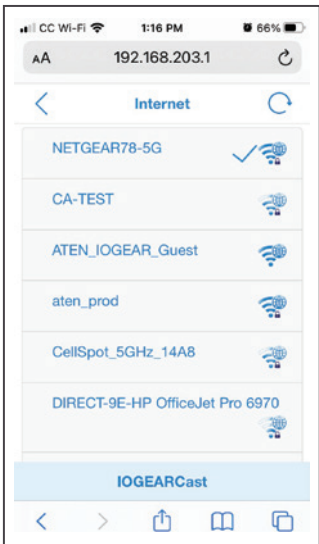 CC Wi-Fi 1:16 PM 66%
AA 192.168.203.1
Internet
NETGEAR78-5G
CA-TEST
ATEN_IOGEAR_Guest
aten_prod
CellSpot_5GHz_14A8
DIRECT-9E-HP OfficeJet Pro 6970
IOGEARCast